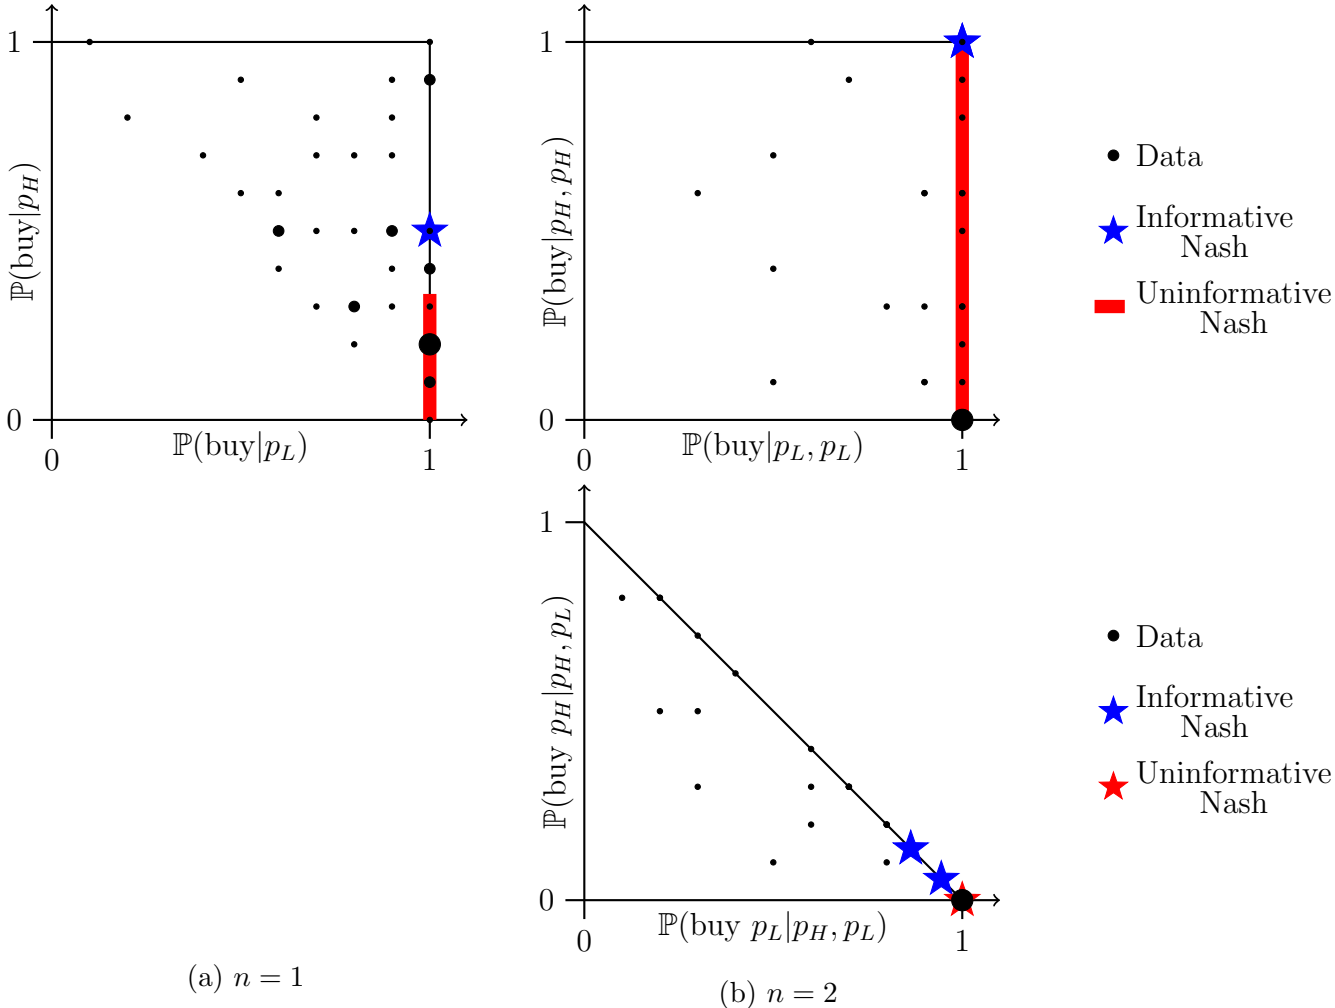 1
ℙ(buy|p_H)
0
0
ℙ(buy|p_L)
1
1
ℙ(buy|p_H, p_H)
0
0
ℙ(buy|p_L, p_L)
1
Data
Informative
Nash
Uninformative
Nash
1
ℙ(buy p_H|p_H, p_L)
0
0
ℙ(buy p_L|p_H, p_L)
1
Data
Informative
Nash
Uninformative
Nash
(a) n = 1
(b) n = 2